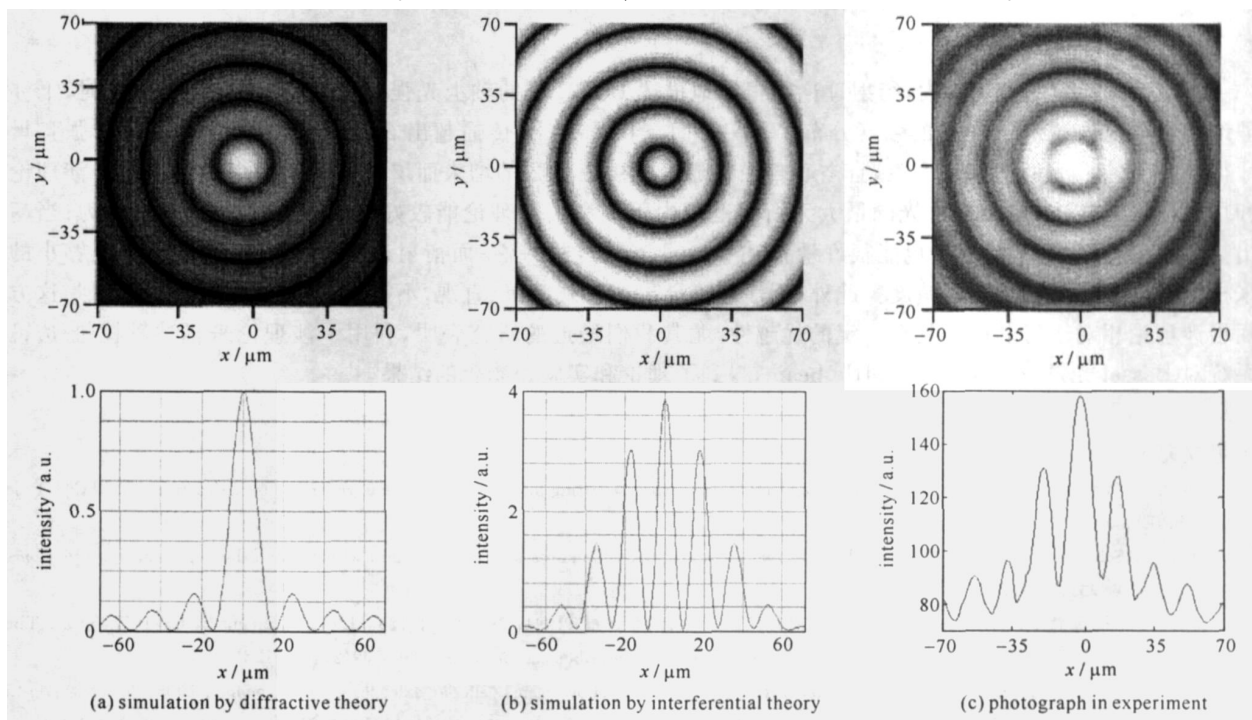 70
35
0
−35
−70
y / μm
−70 −35 0 35 70
x / μm
70
35
0
−35
−70
y / μm
−70 −35 0 35 70
x / μm
70
35
0
−35
−70
y / μm
−70 −35 0 35 70
x / μm
1.0
0.5
0
intensity / a.u.
−60 −20 20 60
x / μm
(a) simulation by diffractive theory
4
2
0
intensity / a.u.
−60 −20 20 60
x / μm
(b) simulation by interferential theory
160
140
120
100
80
intensity / a.u.
−70 −35 0 35 70
x / μm
(c) photograph in experiment